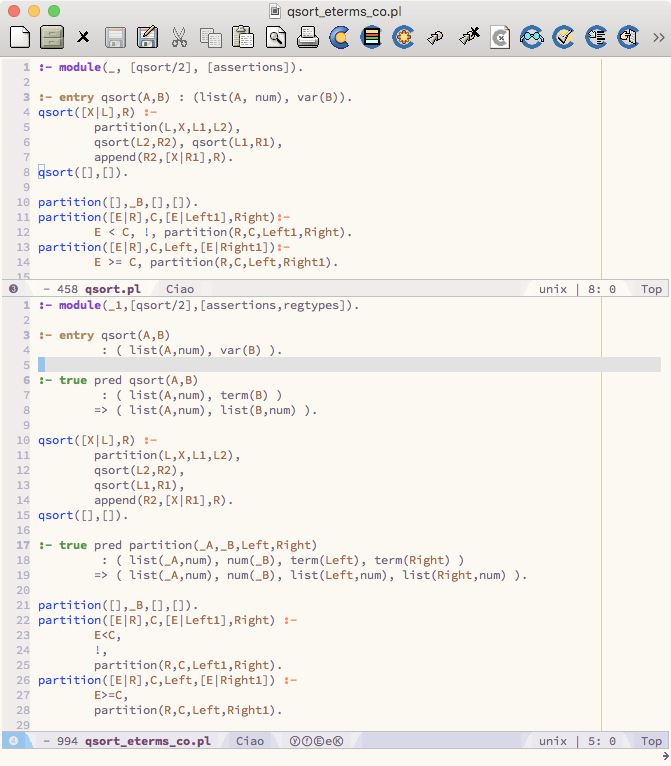 qsort_eterms_co.pl
1 :- module(_, [qsort/2], [assertions]).
2
3 :- entry qsort(A,B) : (list(A, num), var(B)).
4 qsort([X|L],R) :-
5 partition(L,X,L1,L2),
6 qsort(L2,R2), qsort(L1,R1),
7 append(R2,[X|R1],R).
8 qsort([],[]).
9
10 partition([],_B,[],[]).
11 partition([E|R],C,[E|Left1],Right):-
12 E < C, !, partition(R,C,Left1,Right).
13 partition([E|R],C,Left,[E|Right1]):-
14 E >= C, partition(R,C,Left,Right1).
15
3 - 458 qsort.pl Ciao unix | 8: 0 Top
1 :- module(_1,[qsort/2],[assertions,regtypes]).
2
3 :- entry qsort(A,B)
4 : ( list(A,num), var(B) ).
5
6 :- true pred qsort(A,B)
7 : ( list(A,num), term(B) )
8 => ( list(A,num), list(B,num) ).
9
10 qsort([X|L],R) :-
11 partition(L,X,L1,L2),
12 qsort(L2,R2),
13 qsort(L1,R1),
14 append(R2,[X|R1],R).
15 qsort([],[]).
16
17 :- true pred partition(_A,_B,Left,Right)
18 : ( list(_A,num), num(_B), term(Left), term(Right) )
19 => ( list(_A,num), num(_B), list(Left,num), list(Right,num) ).
20
21 partition([],_B,[],[]).
22 partition([E|R],C,[E|Left1],Right) :-
23 E<C,
24 !,
25 partition(R,C,Left1,Right).
26 partition([E|R],C,Left,[E|Right1]) :-
27 E>=C,
28 partition(R,C,Left,Right1).
29
4 - 994 qsort_eterms_co.pl Ciao ⓨⓕⒺeⓀ unix | 5: 0 Top